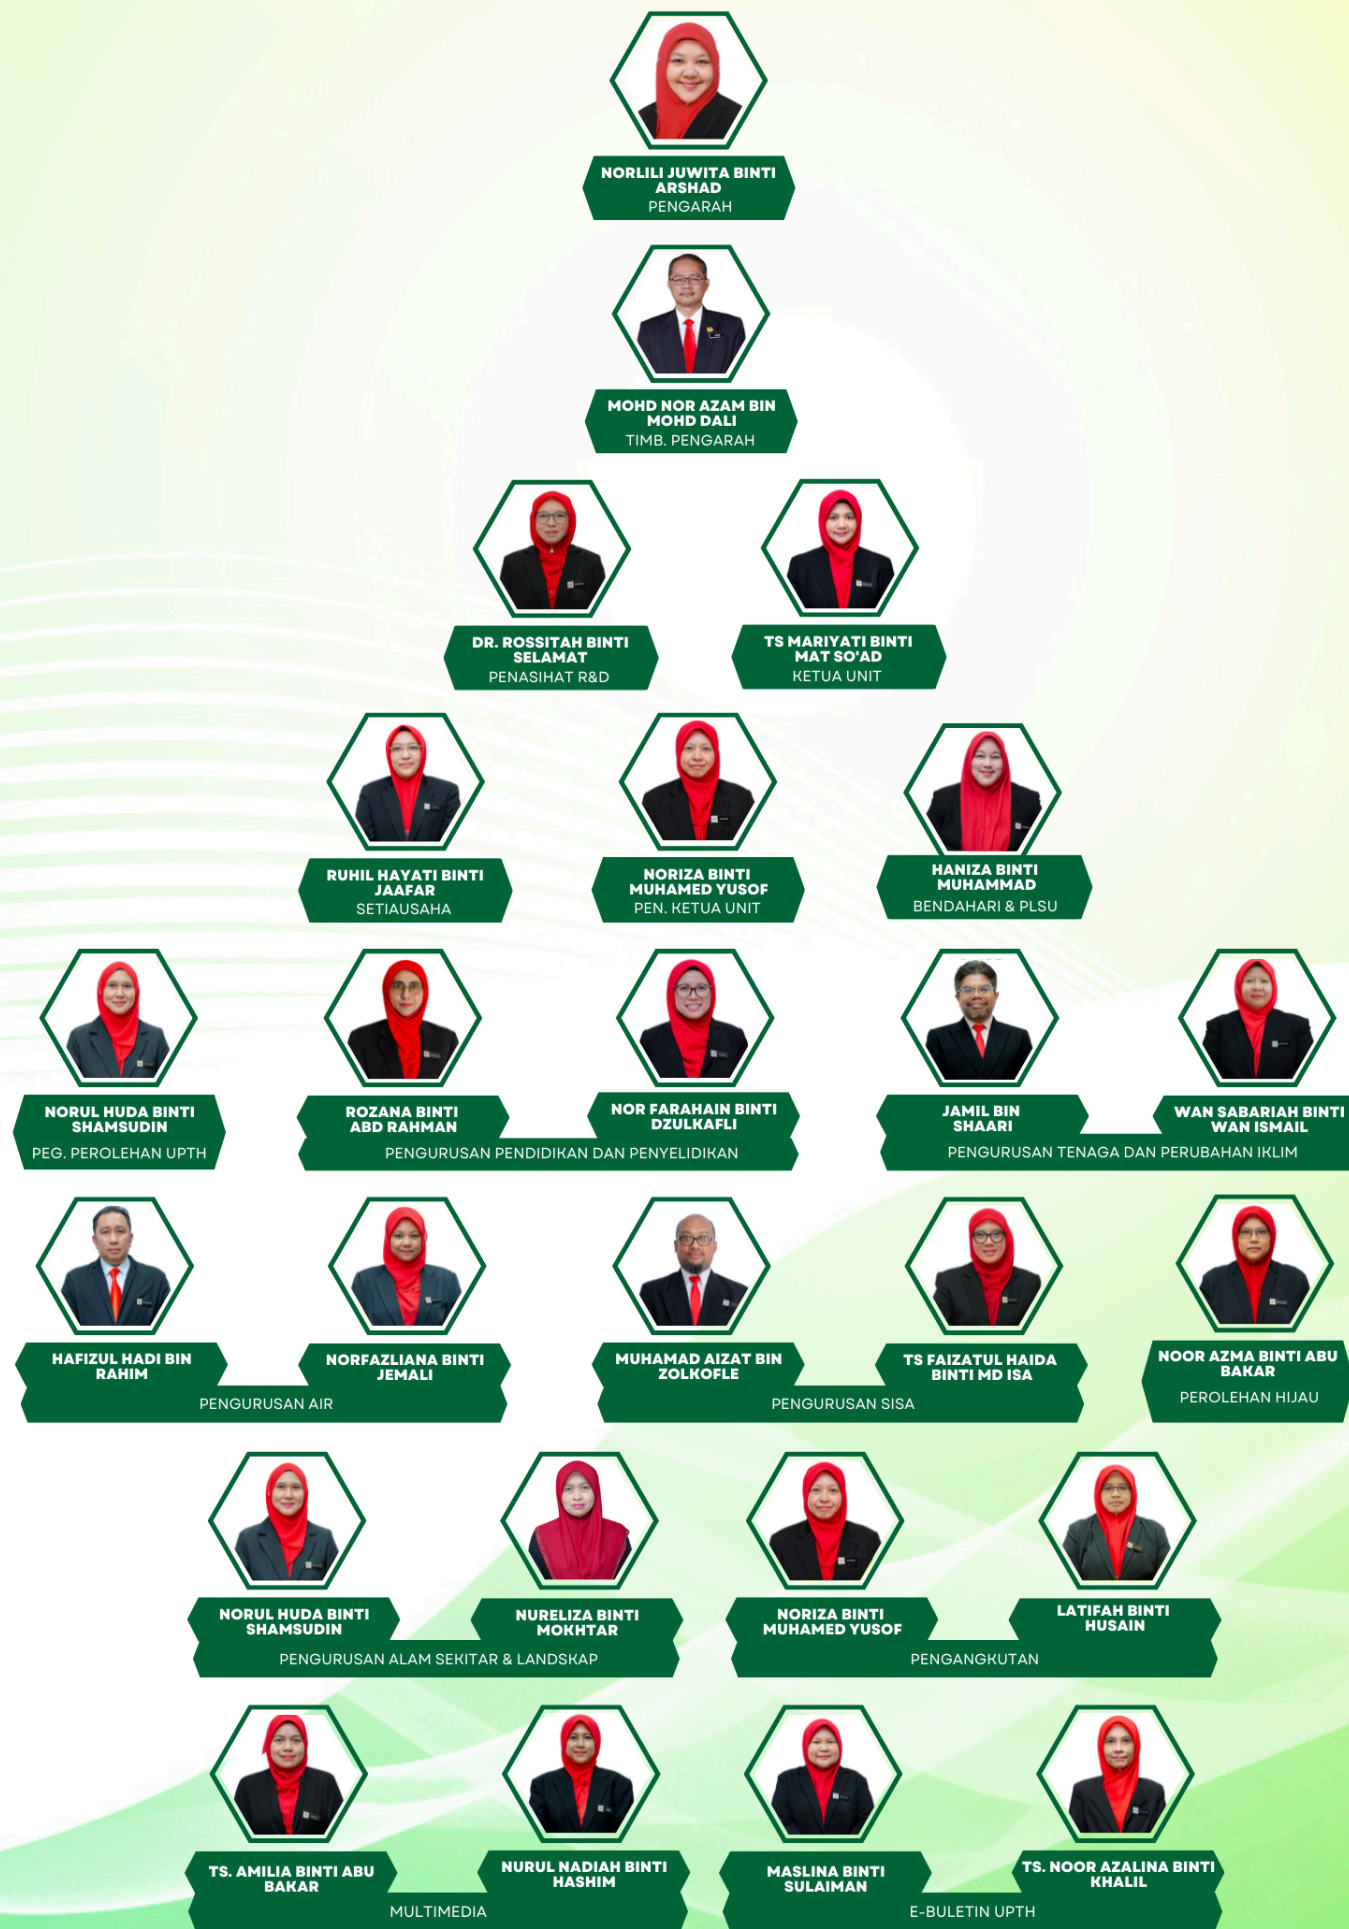 NORLILI JUWITA BINTI
ARSHAD
PENGARAH
MOHD NOR AZAM BIN
MOHD DALI
TIMB. PENGARAH
DR. ROSSITAH BINTI
SELAMAT
PENASIHAT R&D
TS MARIYATI BINTI
MAT SO'AD
KETUA UNIT
RUHIL HAYATI BINTI
JAAFAR
SETIAUSAHA
NORIZA BINTI
MUHAMED YUSOF
PEN. KETUA UNIT
HANIZA BINTI
MUHAMMAD
BENDAHARI & PLSU
NORUL HUDA BINTI
SHAMSUDIN
PEG. PEROLEHAN UPTH
ROZANA BINTI
ABD RAHMAN
NOR FARAHAIN BINTI
DZULKAFLI
PENGURUSAN PENDIDIKAN DAN PENYELIDIKAN
JAMIL BIN
SHAARI
WAN SABARIAH BINTI
WAN ISMAIL
PENGURUSAN TENAGA DAN PERUBAHAN IKLIM
HAFIZUL HADI BIN
RAHIM
NORFAZLIANA BINTI
JEMALI
PENGURUSAN AIR
MUHAMAD AIZAT BIN
ZOLKOFLE
TS FAIZATUL HAIDA
BINTI MD ISA
PENGURUSAN SISA
NOOR AZMA BINTI ABU
BAKAR
PEROLEHAN HIJAU
NORUL HUDA BINTI
SHAMSUDIN
NURELIZA BINTI
MOKHTAR
PENGURUSAN ALAM SEKITAR & LANDSKAP
NORIZA BINTI
MUHAMED YUSOF
LATIFAH BINTI
HUSAIN
PENGANGKUTAN
TS. AMILIA BINTI ABU
BAKAR
NURUL NADIAH BINTI
HASHIM
MULTIMEDIA
MASLINA BINTI
SULAIMAN
TS. NOOR AZALINA BINTI
KHALIL
E-BULETIN UPTH